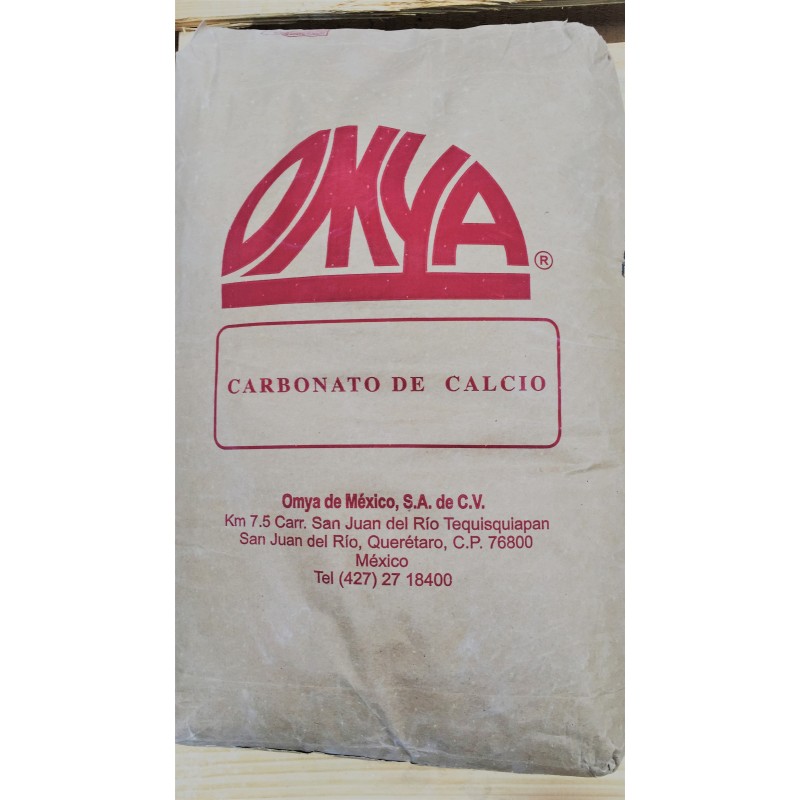 OMYA®
CARBONATO DE CALCIO
Omya de México, S.A. de C.V.
Km 7.5 Carr. San Juan del Río Tequisquiapan
San Juan del Río, Querétaro, C.P. 76800
México
Tel (427) 27 18400